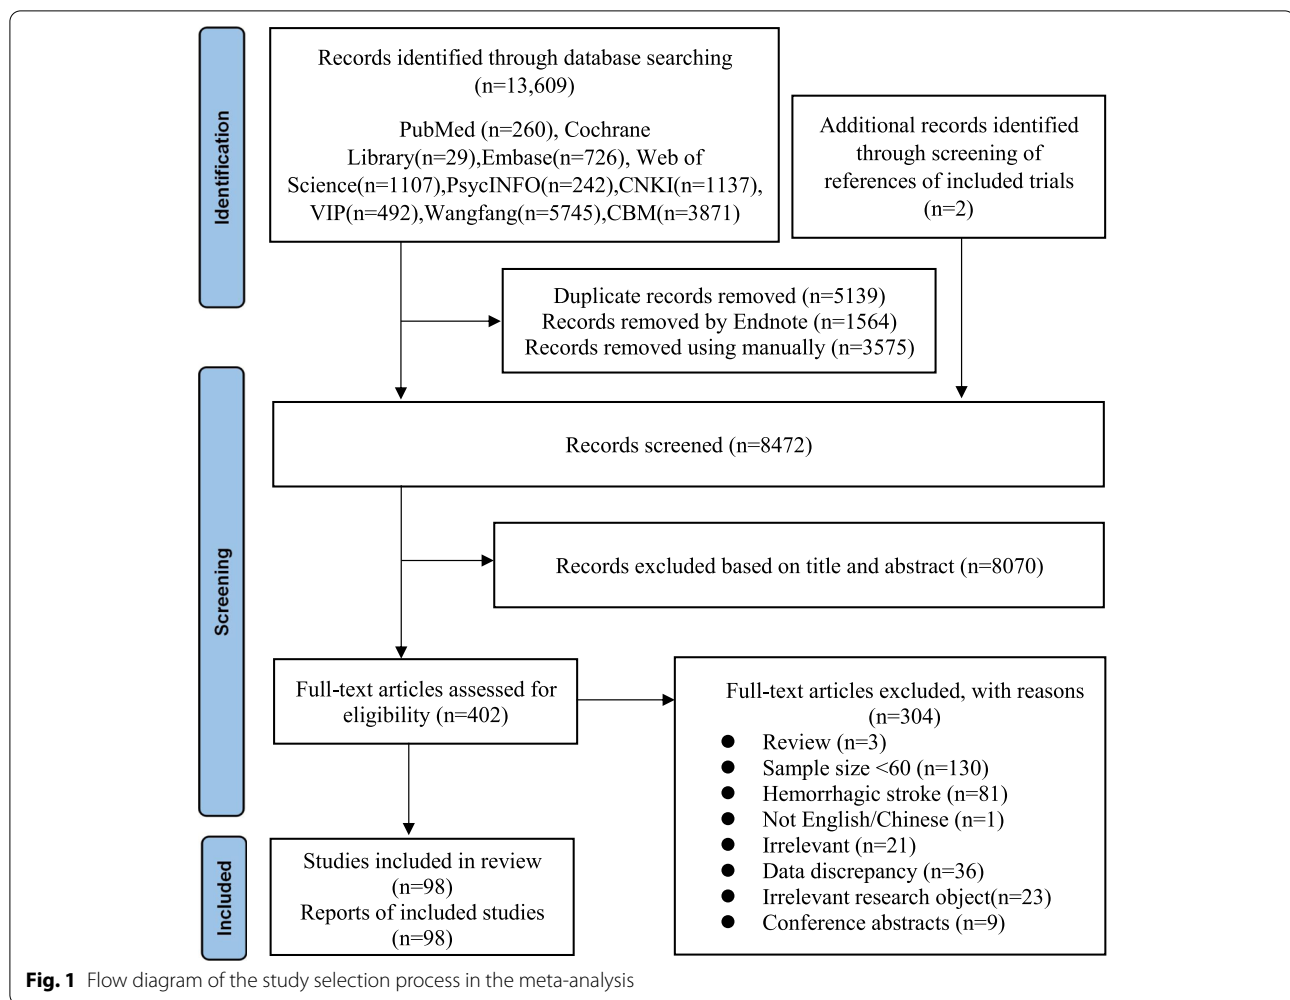 Identification
Records identified through database searching
(n=13,609)
PubMed (n=260), Cochrane
Library(n=29),Embase(n=726), Web of
Science(n=1107),PsycINFO(n=242),CNKI(n=1137),
VIP(n=492),Wangfang(n=5745),CBM(n=3871)
Additional records identified
through screening of
references of included trials
(n=2)
Duplicate records removed (n=5139)
Records removed by Endnote (n=1564)
Records removed using manually (n=3575)
Screening
Records screened (n=8472)
Records excluded based on title and abstract (n=8070)
Full-text articles assessed for
eligibility (n=402)
Full-text articles excluded, with reasons
(n=304)
● Review (n=3)
● Sample size <60 (n=130)
● Hemorrhagic stroke (n=81)
● Not English/Chinese (n=1)
● Irrelevant (n=21)
● Data discrepancy (n=36)
● Irrelevant research object(n=23)
● Conference abstracts (n=9)
Included
Studies included in review
(n=98)
Reports of included studies
(n=98)
Fig. 1 Flow diagram of the study selection process in the meta-analysis